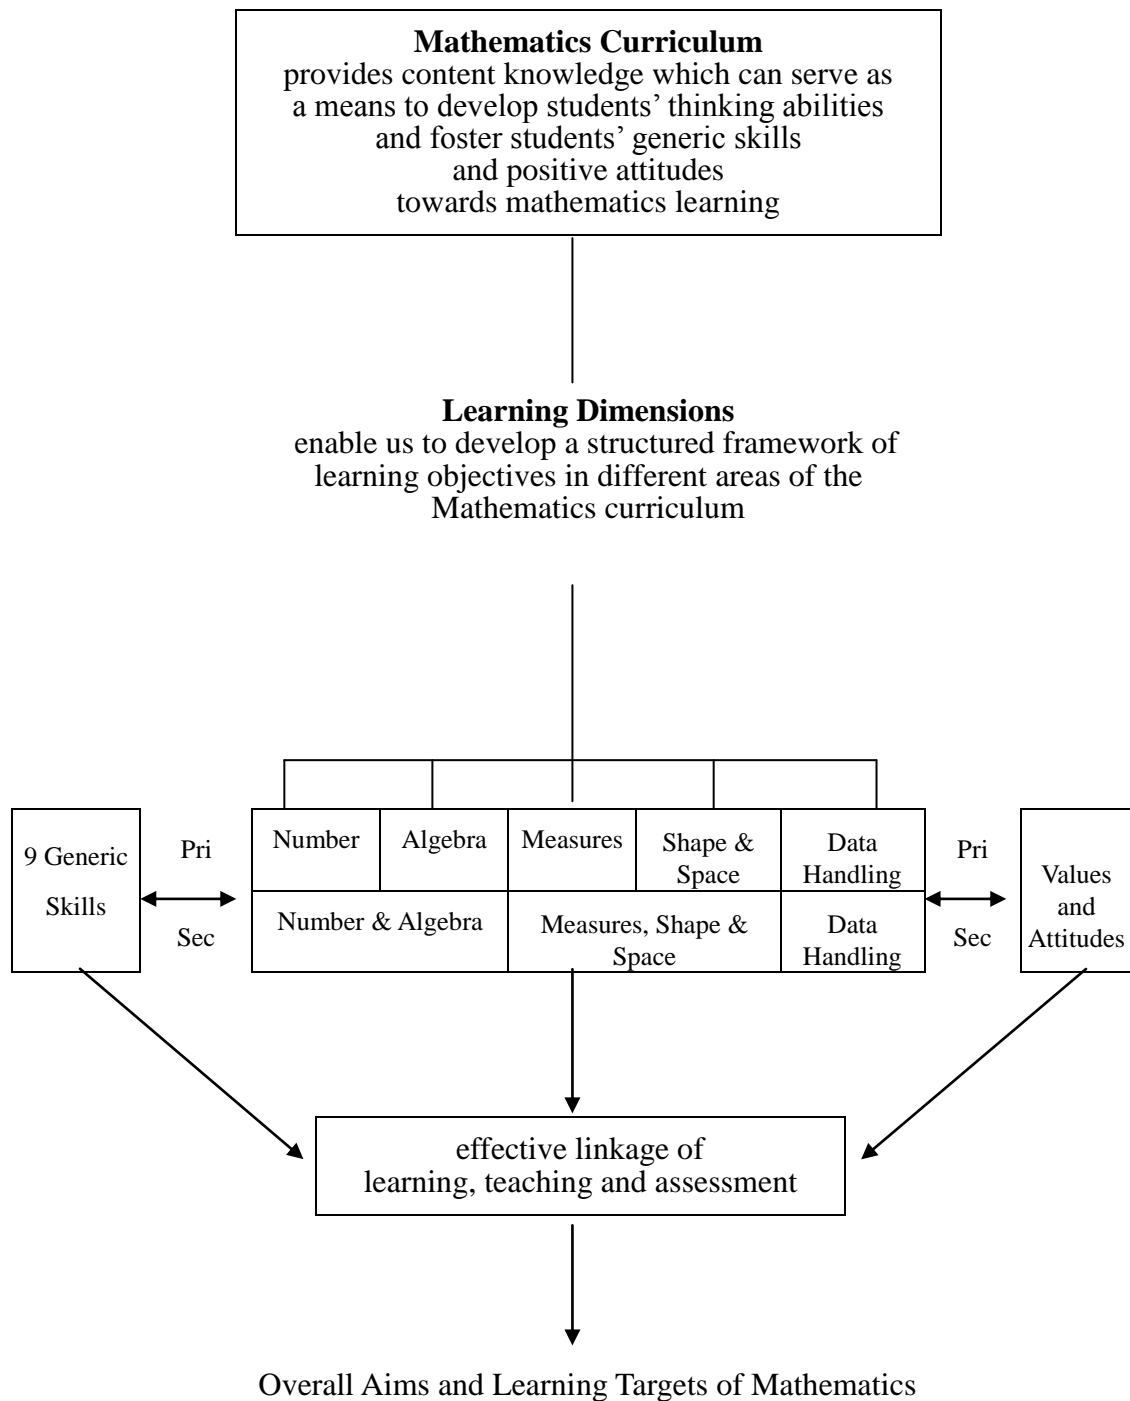 Mathematics Curriculum
provides content knowledge which can serve as
a means to develop students’ thinking abilities
and foster students’ generic skills
and positive attitudes
towards mathematics learning
Learning Dimensions
enable us to develop a structured framework of
learning objectives in different areas of the
Mathematics curriculum
9 Generic
Skills
Pri
Sec
Number
Algebra
Measures
Shape &
Space
Data
Handling
Number & Algebra
Measures, Shape &
Space
Data
Handling
Pri
Sec
Values
and
Attitudes
effective linkage of
learning, teaching and assessment
Overall Aims and Learning Targets of Mathematics